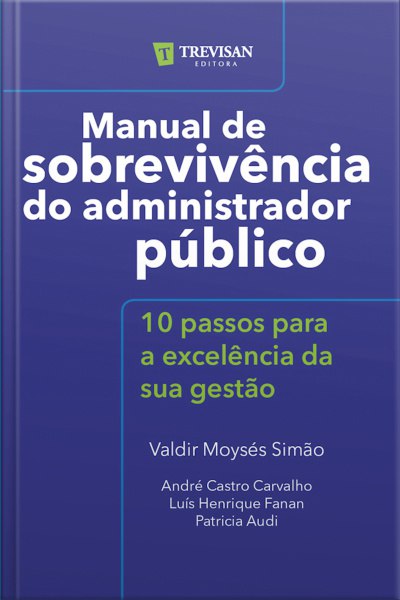 T TREVISAN
EDITORA
Manual de
sobrevivência
do administrador
público
10 passos para
a excelência da
sua gestão
Valdir Moysés Simão
André Castro Carvalho
Luís Henrique Fanan
Patricia Audi